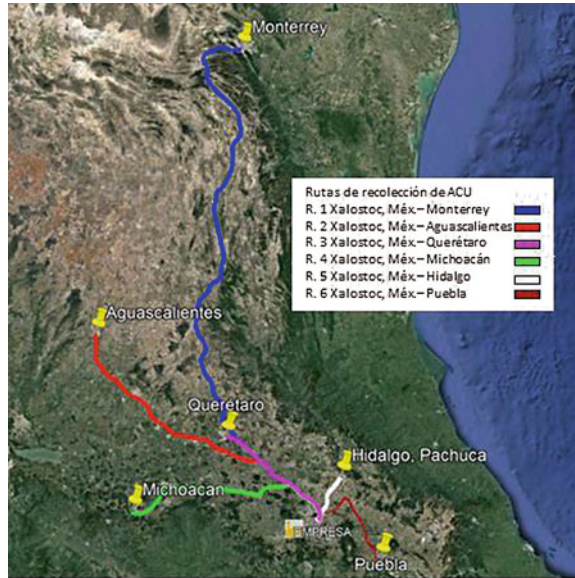 Monterrey
Rutas de recolección de ACU
R. 1 Xalostoc, Méx.– Monterrey
R. 2 Xalostoc, Méx.– Aguascalientes
R. 3 Xalostoc, Méx.– Querétaro
R. 4 Xalostoc, Méx.– Michoacán
R. 5 Xalostoc, Méx.– Hidalgo
R. 6 Xalostoc, Méx.– Puebla
Aguascalientes
Querétaro
Hidalgo, Pachuca
Michoacan
EMPRESA
Puebla